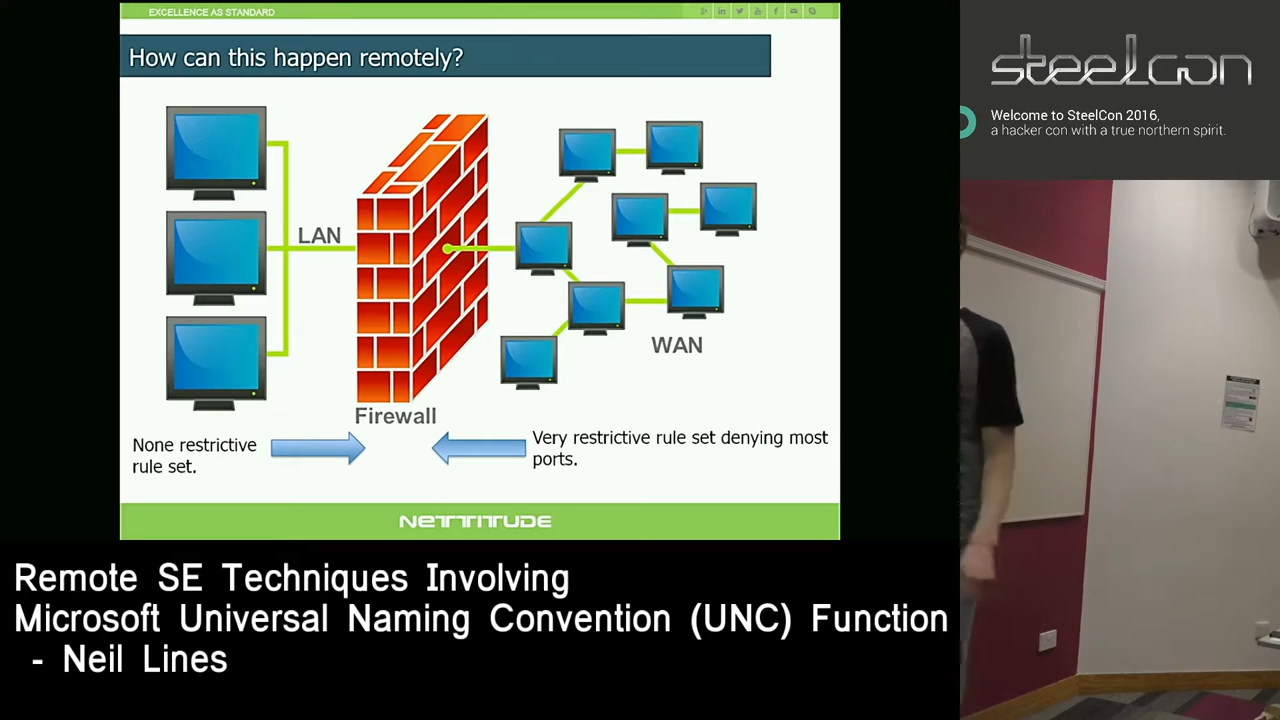 EXCELLENCE AS STANDARD
How can this happen remotely?
LAN
WAN
Firewall
None restrictive
rule set.
Very restrictive rule set denying most
ports.
NETTITUDE
steelcon
Welcome to SteelCon 2016,
a hacker con with a true northern spirit.
Remote SE Techniques Involving
Microsoft Universal Naming Convention (UNC) Function
- Neil Lines